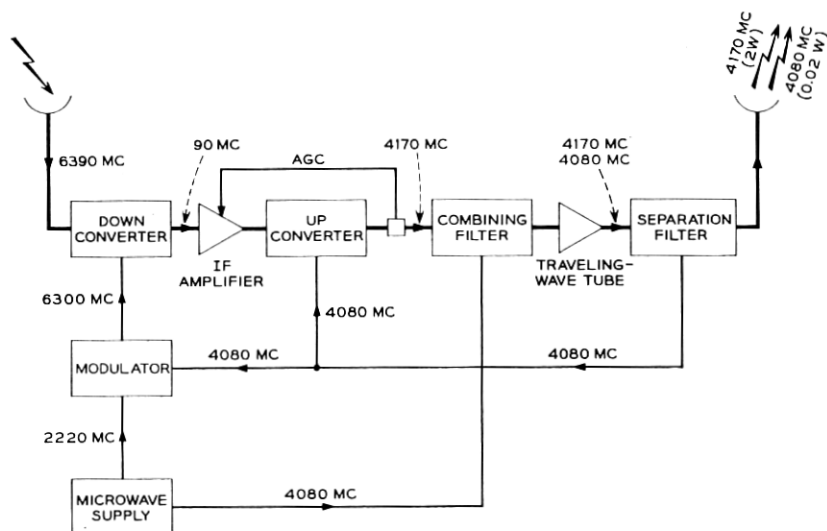 4170 MC
(2W)
4080 MC
(0.02 W)
6390 MC
90 MC
AGC
4170 MC
4170 MC
4080 MC
DOWN
CONVERTER
IF
AMPLIFIER
UP
CONVERTER
COMBINING
FILTER
TRAVELING-
WAVE TUBE
SEPARATION
FILTER
6300 MC
4080 MC
4080 MC
4080 MC
MODULATOR
2220 MC
MICROWAVE
SUPPLY
4080 MC